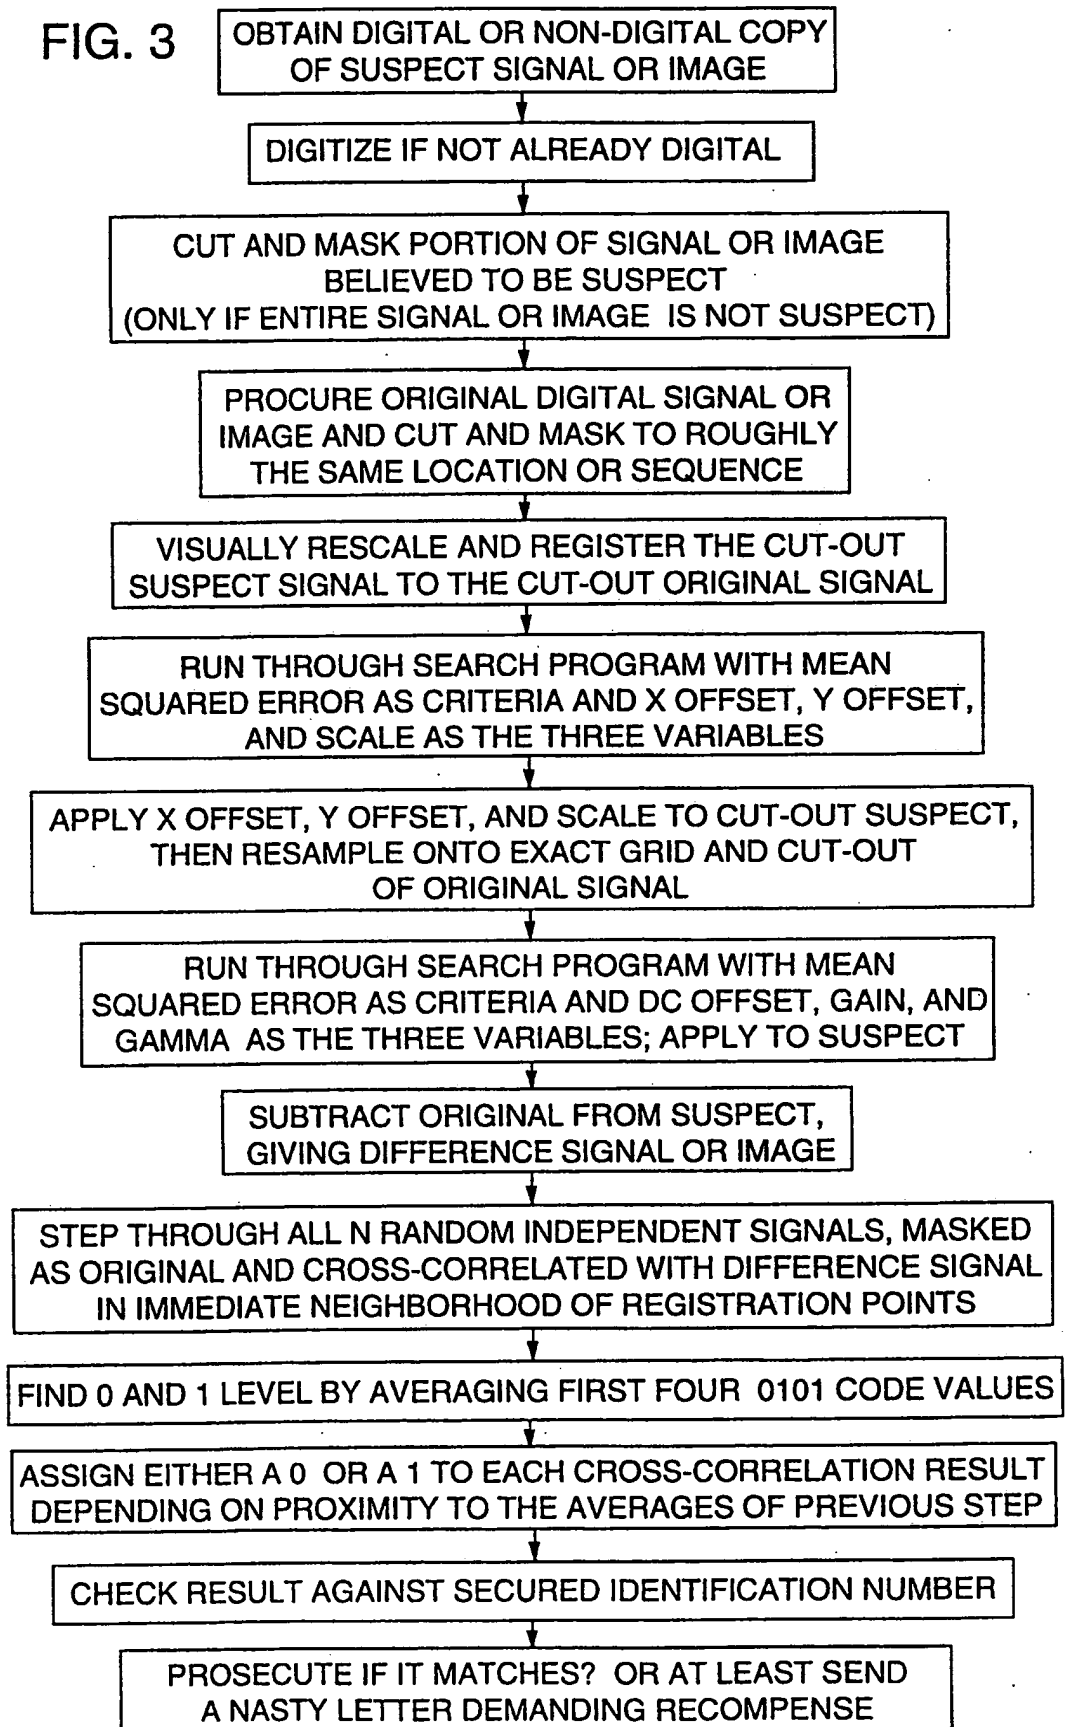 FIG. 3
OBTAIN DIGITAL OR NON-DIGITAL COPY
OF SUSPECT SIGNAL OR IMAGE
DIGITIZE IF NOT ALREADY DIGITAL
CUT AND MASK PORTION OF SIGNAL OR IMAGE
BELIEVED TO BE SUSPECT
(ONLY IF ENTIRE SIGNAL OR IMAGE IS NOT SUSPECT)
PROCURE ORIGINAL DIGITAL SIGNAL OR
IMAGE AND CUT AND MASK TO ROUGHLY
THE SAME LOCATION OR SEQUENCE
VISUALLY RESCALE AND REGISTER THE CUT-OUT
SUSPECT SIGNAL TO THE CUT-OUT ORIGINAL SIGNAL
RUN THROUGH SEARCH PROGRAM WITH MEAN
SQUARED ERROR AS CRITERIA AND X OFFSET, Y OFFSET,
AND SCALE AS THE THREE VARIABLES
APPLY X OFFSET, Y OFFSET, AND SCALE TO CUT-OUT SUSPECT,
THEN RESAMPLE ONTO EXACT GRID AND CUT-OUT
OF ORIGINAL SIGNAL
RUN THROUGH SEARCH PROGRAM WITH MEAN
SQUARED ERROR AS CRITERIA AND DC OFFSET, GAIN, AND
GAMMA AS THE THREE VARIABLES; APPLY TO SUSPECT
SUBTRACT ORIGINAL FROM SUSPECT,
GIVING DIFFERENCE SIGNAL OR IMAGE
STEP THROUGH ALL N RANDOM INDEPENDENT SIGNALS, MASKED
AS ORIGINAL AND CROSS-CORRELATED WITH DIFFERENCE SIGNAL
IN IMMEDIATE NEIGHBORHOOD OF REGISTRATION POINTS
FIND 0 AND 1 LEVEL BY AVERAGING FIRST FOUR 0101 CODE VALUES
ASSIGN EITHER A 0 OR A 1 TO EACH CROSS-CORRELATION RESULT
DEPENDING ON PROXIMITY TO THE AVERAGES OF PREVIOUS STEP
CHECK RESULT AGAINST SECURED IDENTIFICATION NUMBER
PROSECUTE IF IT MATCHES? OR AT LEAST SEND
A NASTY LETTER DEMANDING RECOMPENSE